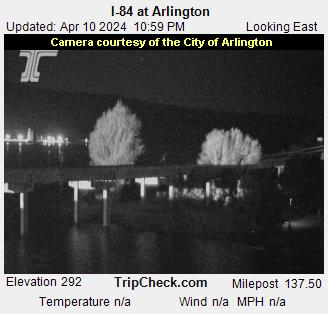 I-84 at Arlington
Updated: Apr 10 2024 10:59 PM Looking East
Camera courtesy of the City of Arlington
Elevation 292 TripCheck.com Milepost 137.50
Temperature n/a Wind n/a MPH n/a